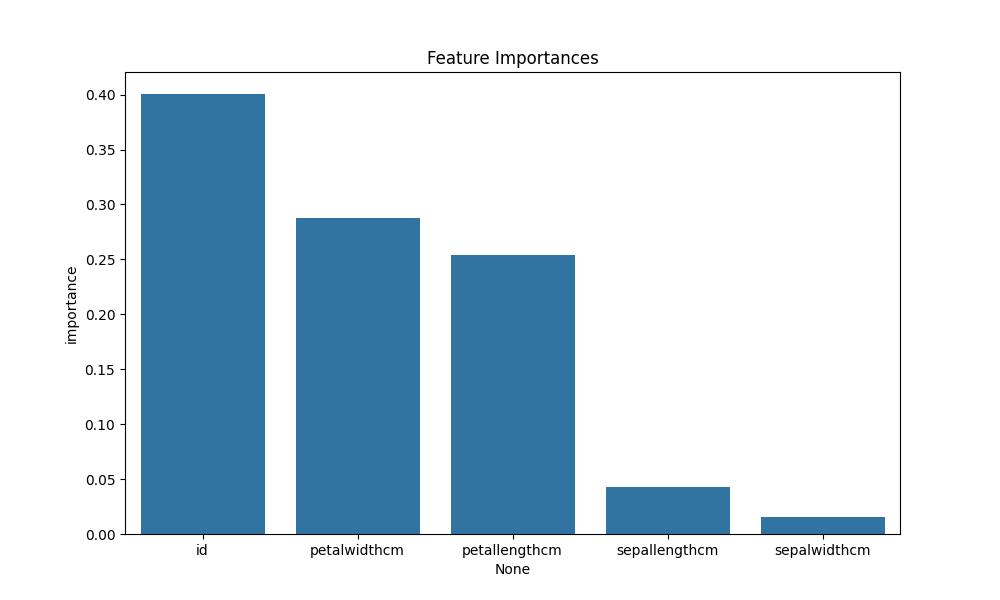 Feature Importances
importance
0.40
0.35
0.30
0.25
0.20
0.15
0.10
0.05
0.00
id petalwidthcm petallengthcm sepallengthcm sepalwidthcm
None